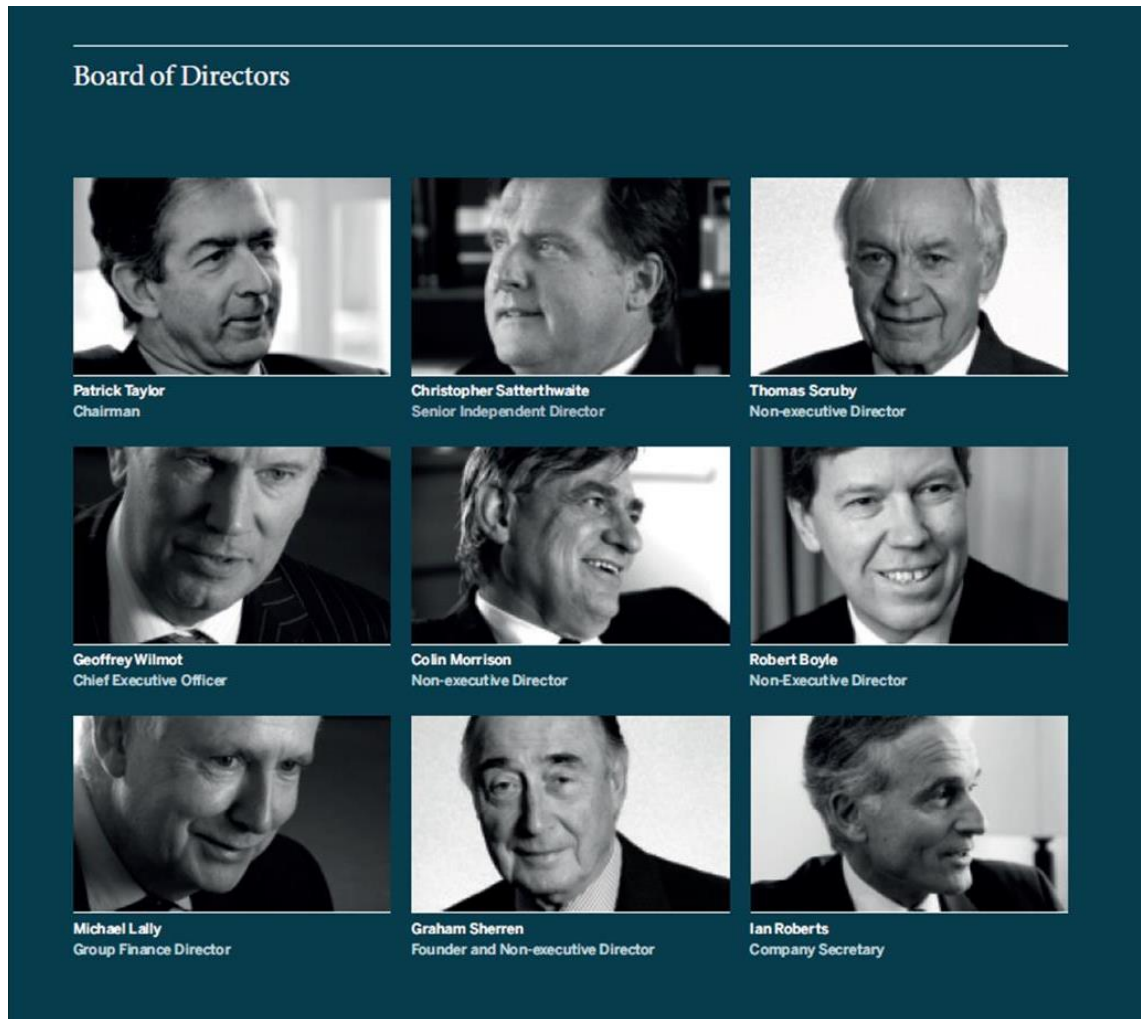 Board of Directors
Patrick Taylor
Chairman
Christopher Satterthwaite
Senior Independent Director
Thomas Scruby
Non-executive Director
Geoffrey Wilmot
Chief Executive Officer
Colin Morrison
Non-executive Director
Robert Boyle
Non-Executive Director
Michael Lally
Group Finance Director
Graham Sherren
Founder and Non-executive Director
Ian Roberts
Company Secretary